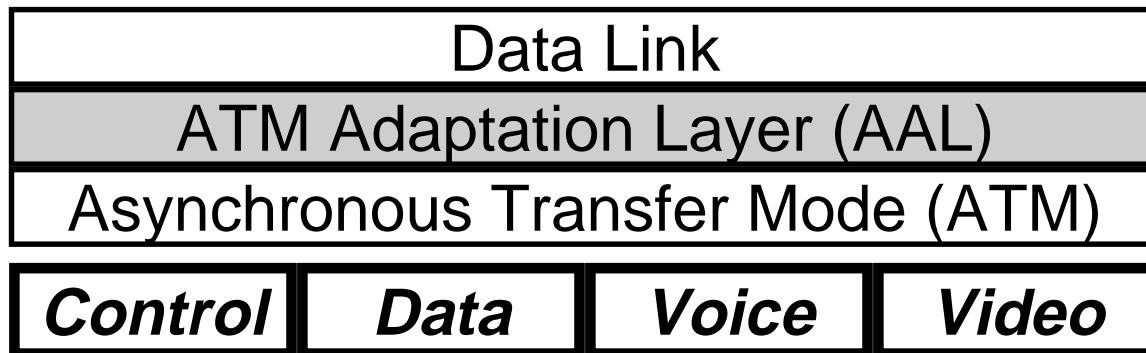 Data Link
ATM Adaptation Layer (AAL)
Asynchronous Transfer Mode (ATM)
Control Data Voice Video